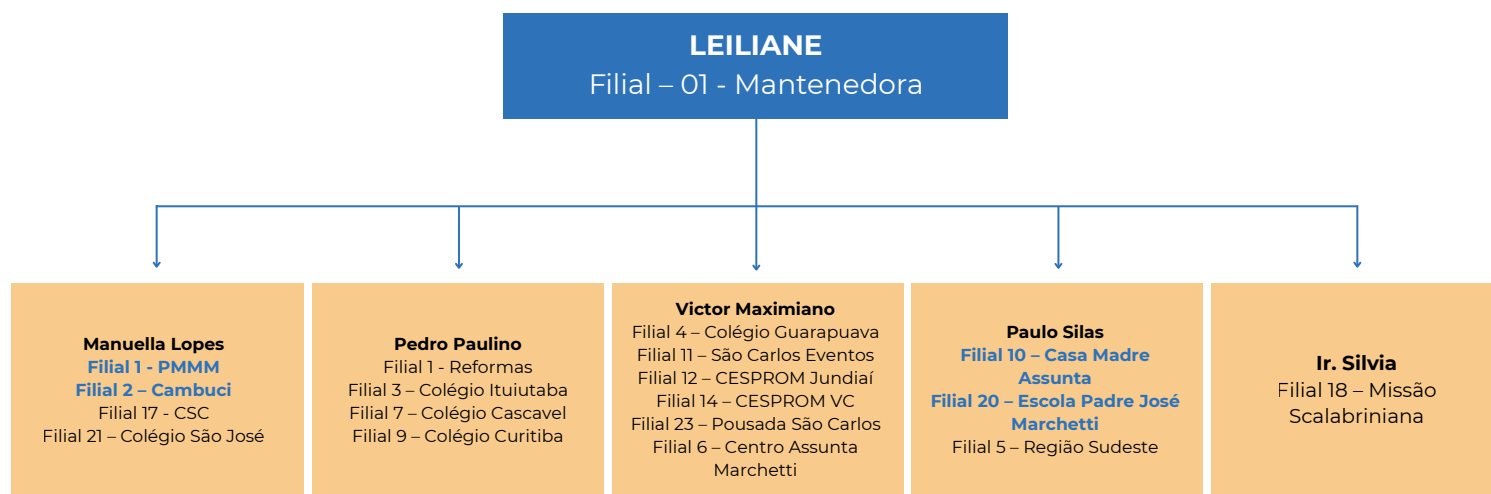 LEILIANE
Filial – 01 - Mantenedora
Manuella Lopes
Filial 1 - PMMM
Filial 2 – Cambuci
Filial 17 - CSC
Filial 21 – Colégio São José
Pedro Paulino
Filial 1 - Reformas
Filial 3 – Colégio Ituiutaba
Filial 7 – Colégio Cascavel
Filial 9 – Colégio Curitiba
Victor Maximiano
Filial 4 – Colégio Guarapuava
Filial 11 – São Carlos Eventos
Filial 12 – CESPROM Jundiaí
Filial 14 – CESPROM VC
Filial 23 – Pousada São Carlos
Filial 6 – Centro Assunta
Marchetti
Paulo Silas
Filial 10 – Casa Madre
Assunta
Filial 20 – Escola Padre José
Marchetti
Filial 5 – Região Sudeste
Ir. Silvia
Filial 18 – Missão
Scalabriniana